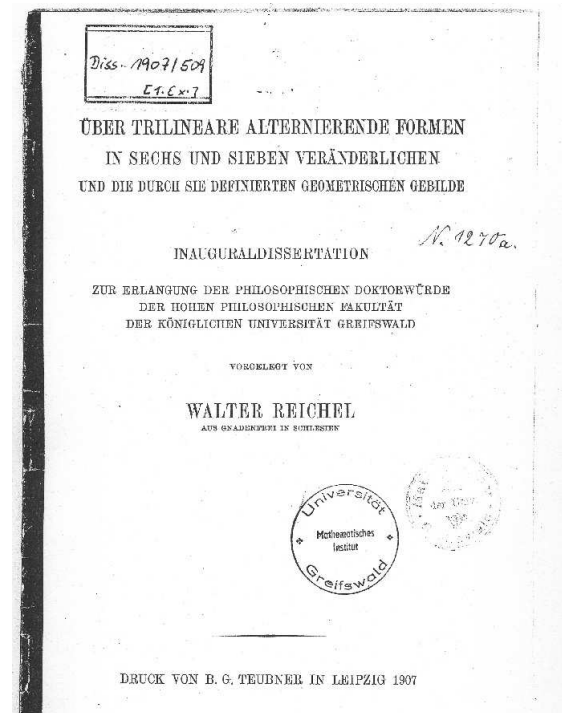 Diss. 1907/509
[1. Ex.]
ÜBER TRILINEARE ALTERNIERENDE FORMEN
IN SECHS UND SIEBEN VERÄNDERLICHEN
UND DIE DURCH SIE DEFINIERTEN GEOMETRISCHEN GEBILDE
N. 1270a.
INAUGURALDISSERTATION
ZUR ERLANGUNG DER PHILOSOPHISCHEN DOKTORWÜRDE
DER HOHEN PHILOSOPHISCHEN FAKULTÄT
DER KÖNIGLICHEN UNIVERSITÄT GREIFSWALD
VORGELEGT VON
WALTER REICHEL
AUS GNADENFREI IN SCHLESIEN
Universität
Mathematisches
Institut
Greifswald
DRUCK VON B. G. TEUBNER IN LEIPZIG 1907